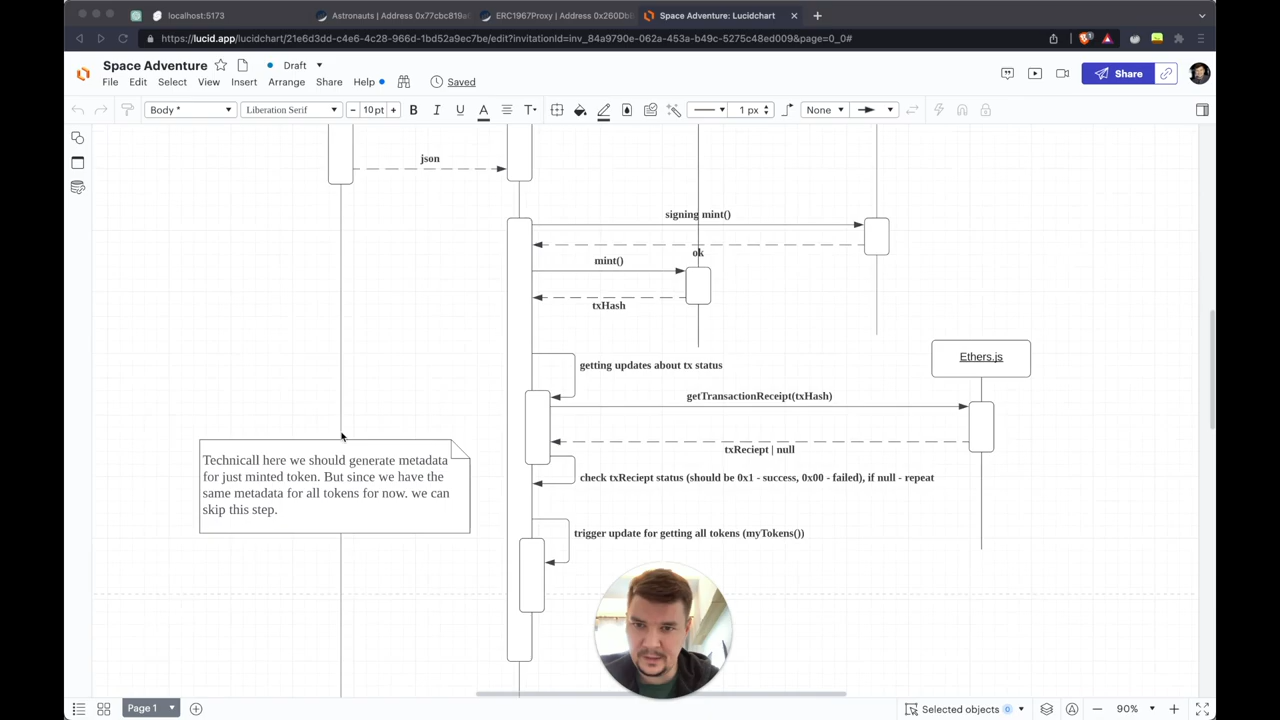 localhost:5173
Astronauts | Address 0x77cbc819a
ERC1967Proxy | Address 0x260Db
Space Adventure: Lucidchart
https://lucid.app/lucidchart/21e6d3dd-c4e6-4c28-966d-1bd52a9ec7be/edit?invitationId=inv_84a9790e-062a-453a-b49c-5275c48ed009&page=0_0#
Space Adventure
Draft
File Edit Select View Insert Arrange Share Help
Saved
Share
Body *
Liberation Serif
10 pt
1 px
None
json
signing mint()
ok
mint()
txHash
getting updates about tx status
Ethers.js
getTransactionReceipt(txHash)
txReciept | null
check txReciept status (should be 0x1 - success, 0x00 - failed), if null - repeat
Technicall here we should generate metadata
for just minted token. But since we have the
same metadata for all tokens for now. we can
skip this step.
trigger update for getting all tokens (myTokens())
Page 1
Selected objects 0
90%